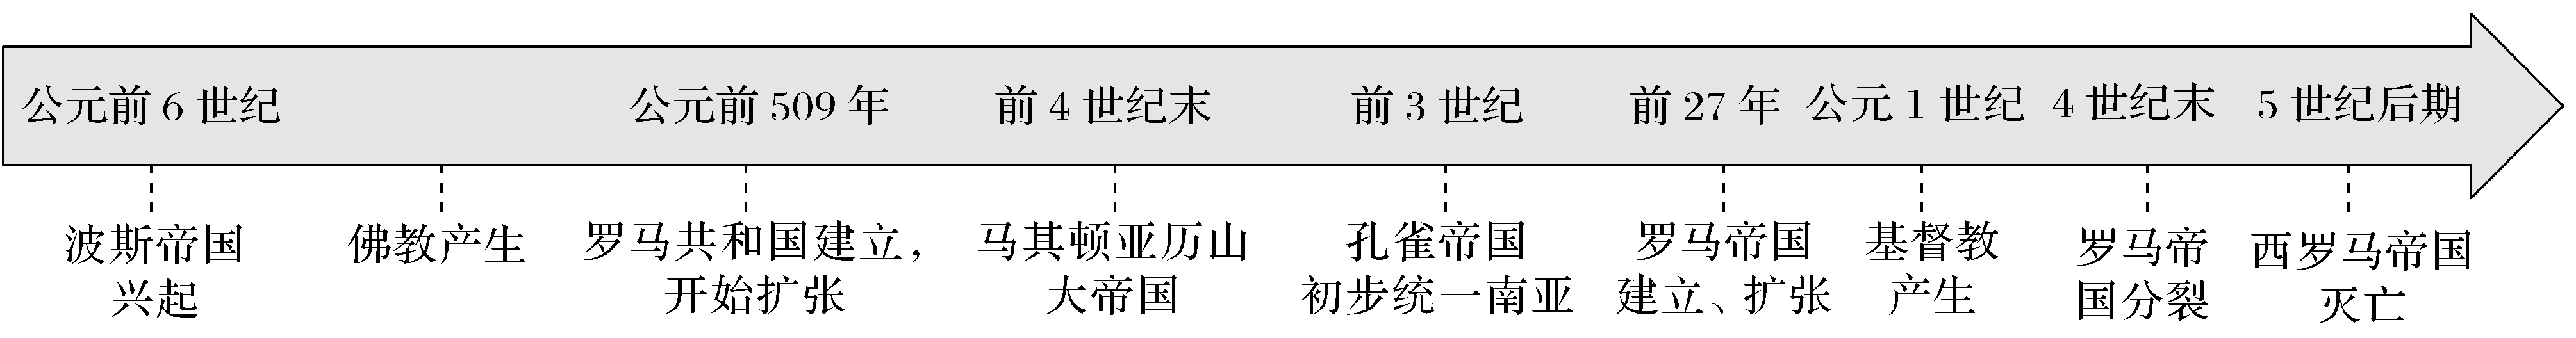 公元前 6 世纪 公元前 509 年 前 4 世纪末 前 3 世纪 前 27 年 公元 1 世纪 4 世纪末 5 世纪后期
波斯帝国
兴起
佛教产生
罗马共和国建立，
开始扩张
马其顿亚历山
大帝国
孔雀帝国
初步统一南亚
罗马帝国
建立、扩张
基督教
产生
罗马帝
国分裂
西罗马帝国
灭亡